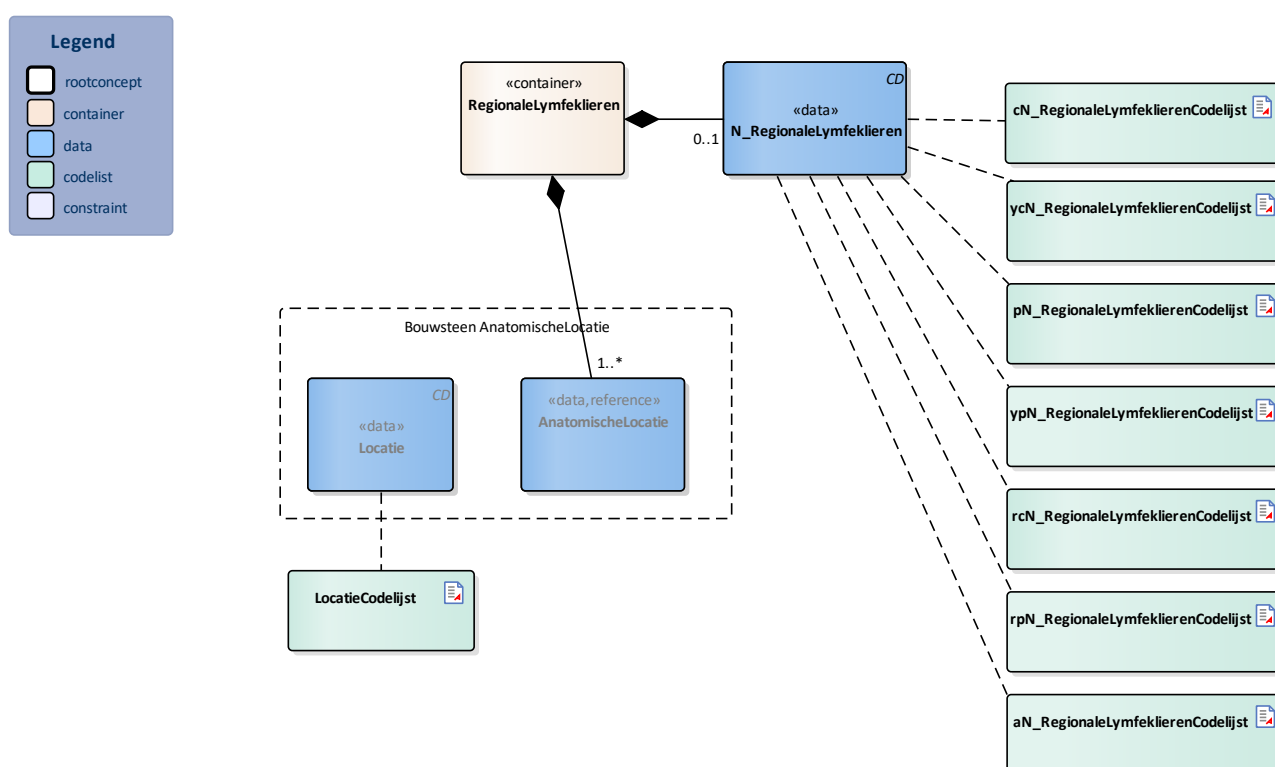 Legend
rootconcept
container
data
codelist
constraint
«container»
RegionaleLymfeklieren
0..1
CD
«data»
N_RegionaleLymfeklieren
cN_RegionaleLymfeklierenCodelijst
ycN_RegionaleLymfeklierenCodelijst
pN_RegionaleLymfeklierenCodelijst
ypN_RegionaleLymfeklierenCodelijst
rcN_RegionaleLymfeklierenCodelijst
rpN_RegionaleLymfeklierenCodelijst
aN_RegionaleLymfeklierenCodelijst
Bouwsteen AnatomischeLocatie
1..*
CD
«data»
Locatie
«data,reference»
AnatomischeLocatie
LocatieCodelijst